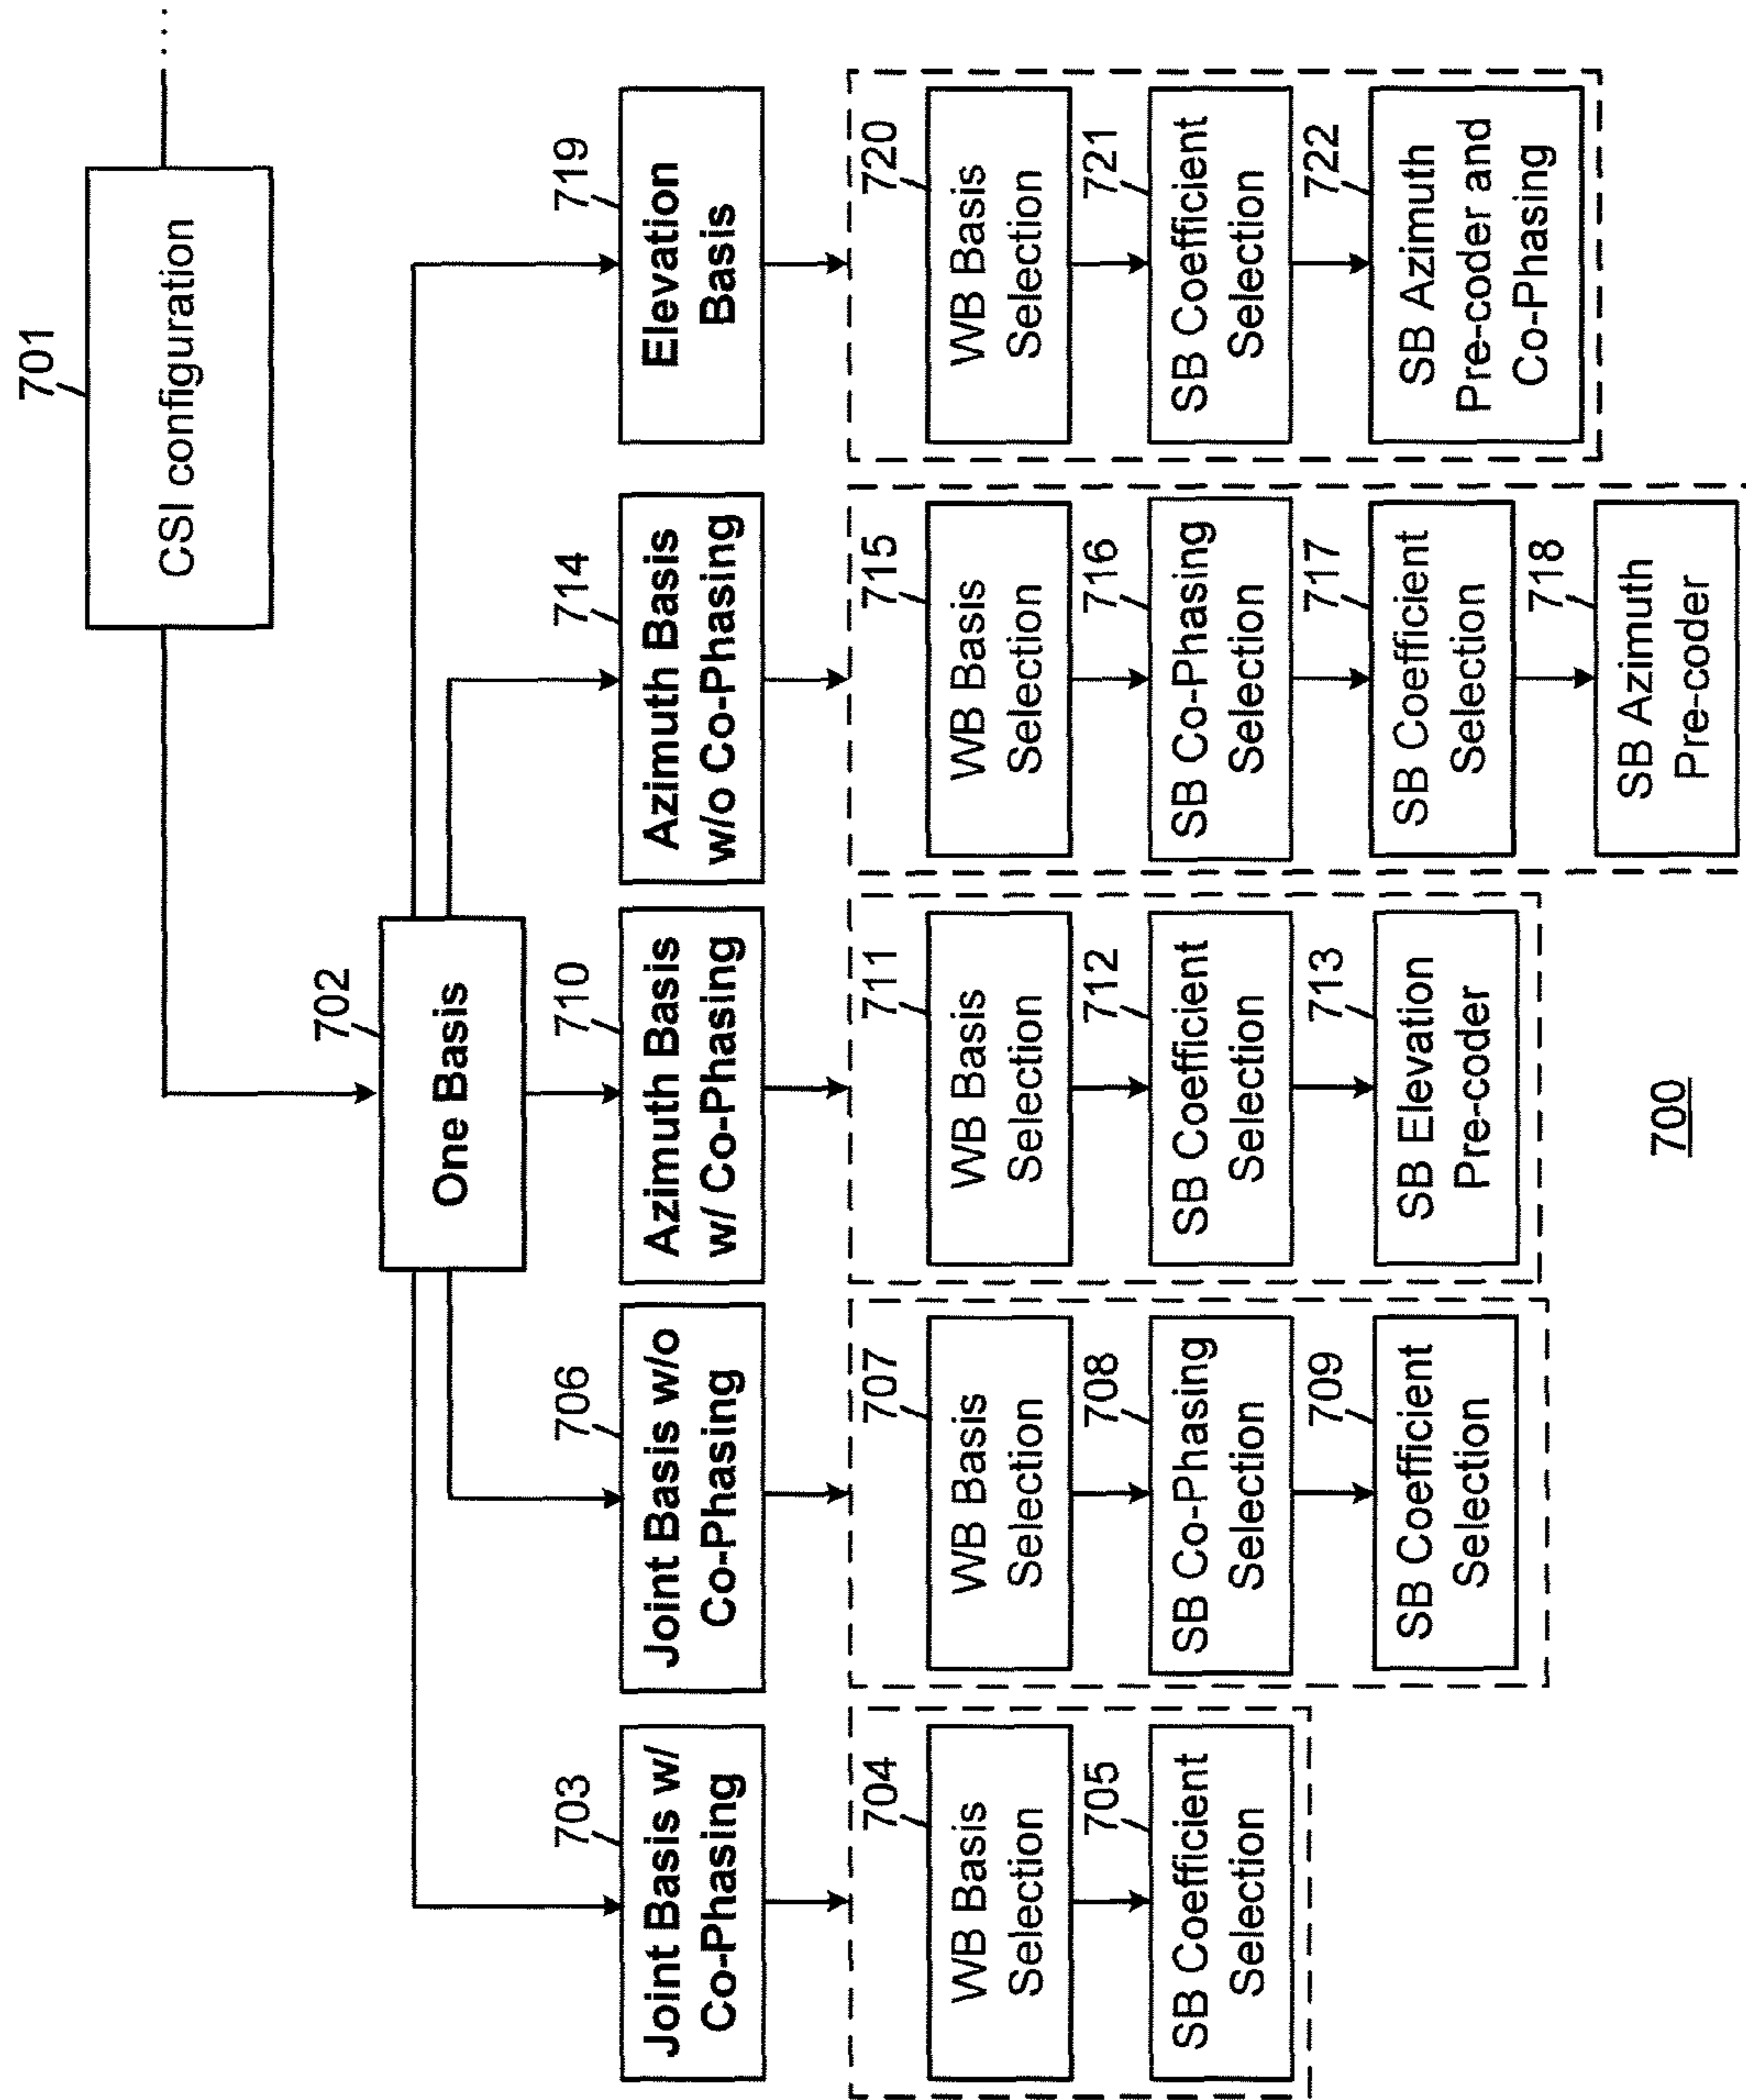 701
CSI configuration
...
702
One Basis
703
Joint Basis w/
Co-Phasing
704
WB Basis
Selection
705
SB Coefficient
Selection
706
Joint Basis w/o
Co-Phasing
707
WB Basis
Selection
708
SB Co-Phasing
Selection
709
SB Coefficient
Selection
710
Azimuth Basis
w/ Co-Phasing
711
WB Basis
Selection
712
SB Coefficient
Selection
713
SB Elevation
Pre-coder
714
Azimuth Basis
w/o Co-Phasing
715
WB Basis
Selection
716
SB Co-Phasing
Selection
717
SB Coefficient
Selection
718
SB Azimuth
Pre-coder
719
Elevation
Basis
720
WB Basis
Selection
721
SB Coefficient
Selection
722
SB Azimuth
Pre-coder and
Co-Phasing
700